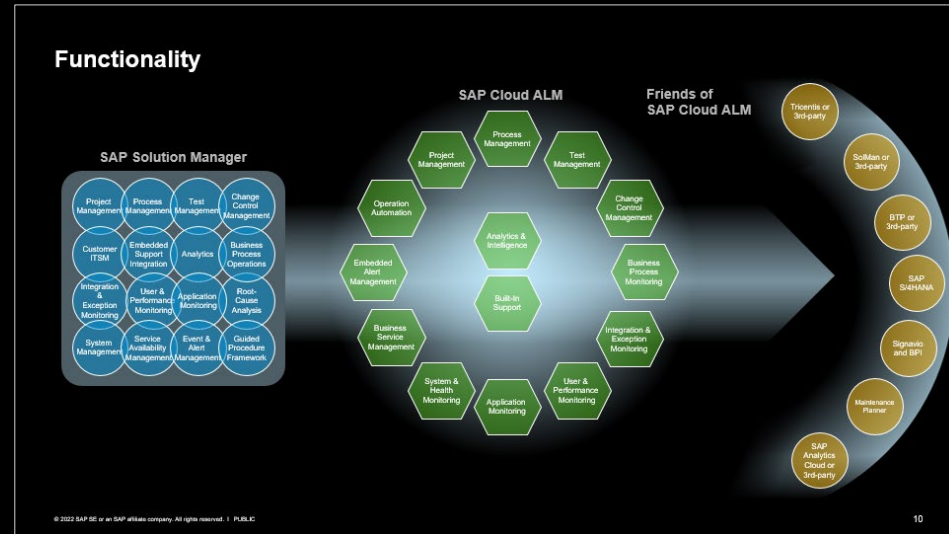 Functionality
SAP Solution Manager
Project
Management
Process
Management
Test
Management
Change
Control
Management
Customer
ITSM
Embedded
Support
Integration
Analytics
Business
Process
Operations
Integration
&
Exception
Monitoring
User &
Performance
Monitoring
Application
Monitoring
Root-
Cause
Analysis
System
Management
Service
Availability
Management
Event &
Alert
Management
Guided
Procedure
Framework
SAP Cloud ALM
Process
Management
Test
Management
Change
Control
Management
Business
Process
Monitoring
Integration &
Exception
Monitoring
User &
Performance
Monitoring
Application
Monitoring
System &
Health
Monitoring
Business
Service
Management
Embedded
Alert
Management
Operation
Automation
Project
Management
Analytics &
Intelligence
Built-In
Support
Friends of
SAP Cloud ALM
Tricentis or
3rd-party
SolMan or
3rd-party
BTP or
3rd-party
SAP
S/4HANA
Signavio
and BPI
Maintenance
Planner
SAP
Analytics
Cloud or
3rd-party
© 2022 SAP SE or an SAP affiliate company. All rights reserved. I PUBLIC
10